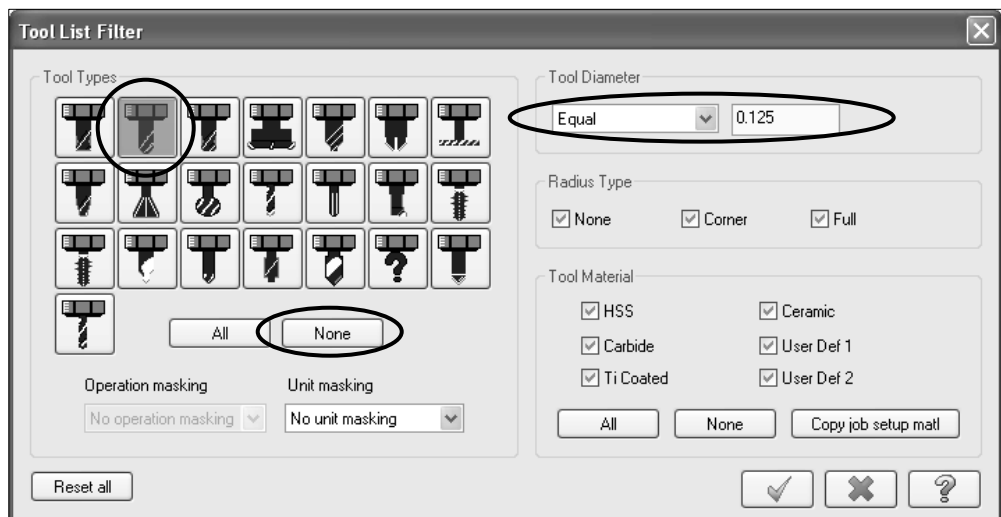 Tool List Filter
Tool Types
All
None
Operation masking
Unit masking
No operation masking
No unit masking
Reset all
Tool Diameter
Equal
0.125
Radius Type
None
Corner
Full
Tool Material
HSS
Ceramic
Carbide
User Def 1
Ti Coated
User Def 2
All
None
Copy job setup matl